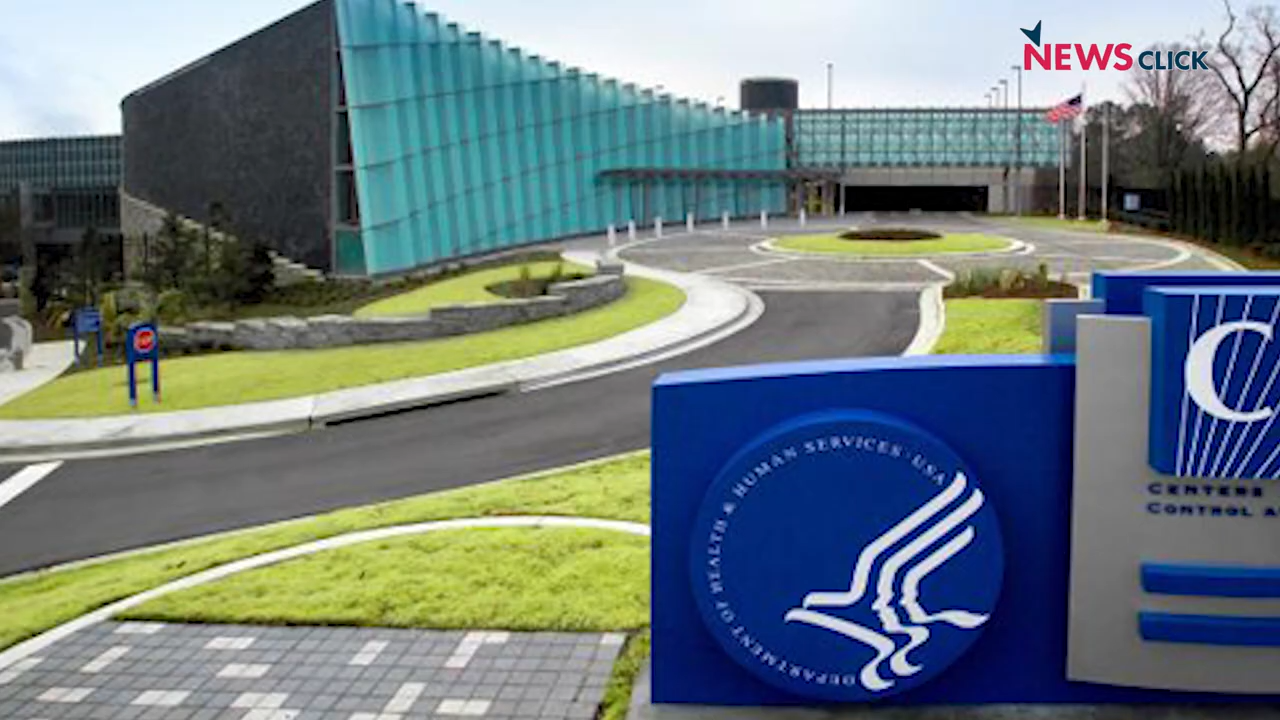 NEWS CLICK
DEPARTMENT OF HEALTH & HUMAN SERVICES · USA
C
CENTERS
CONTROL A